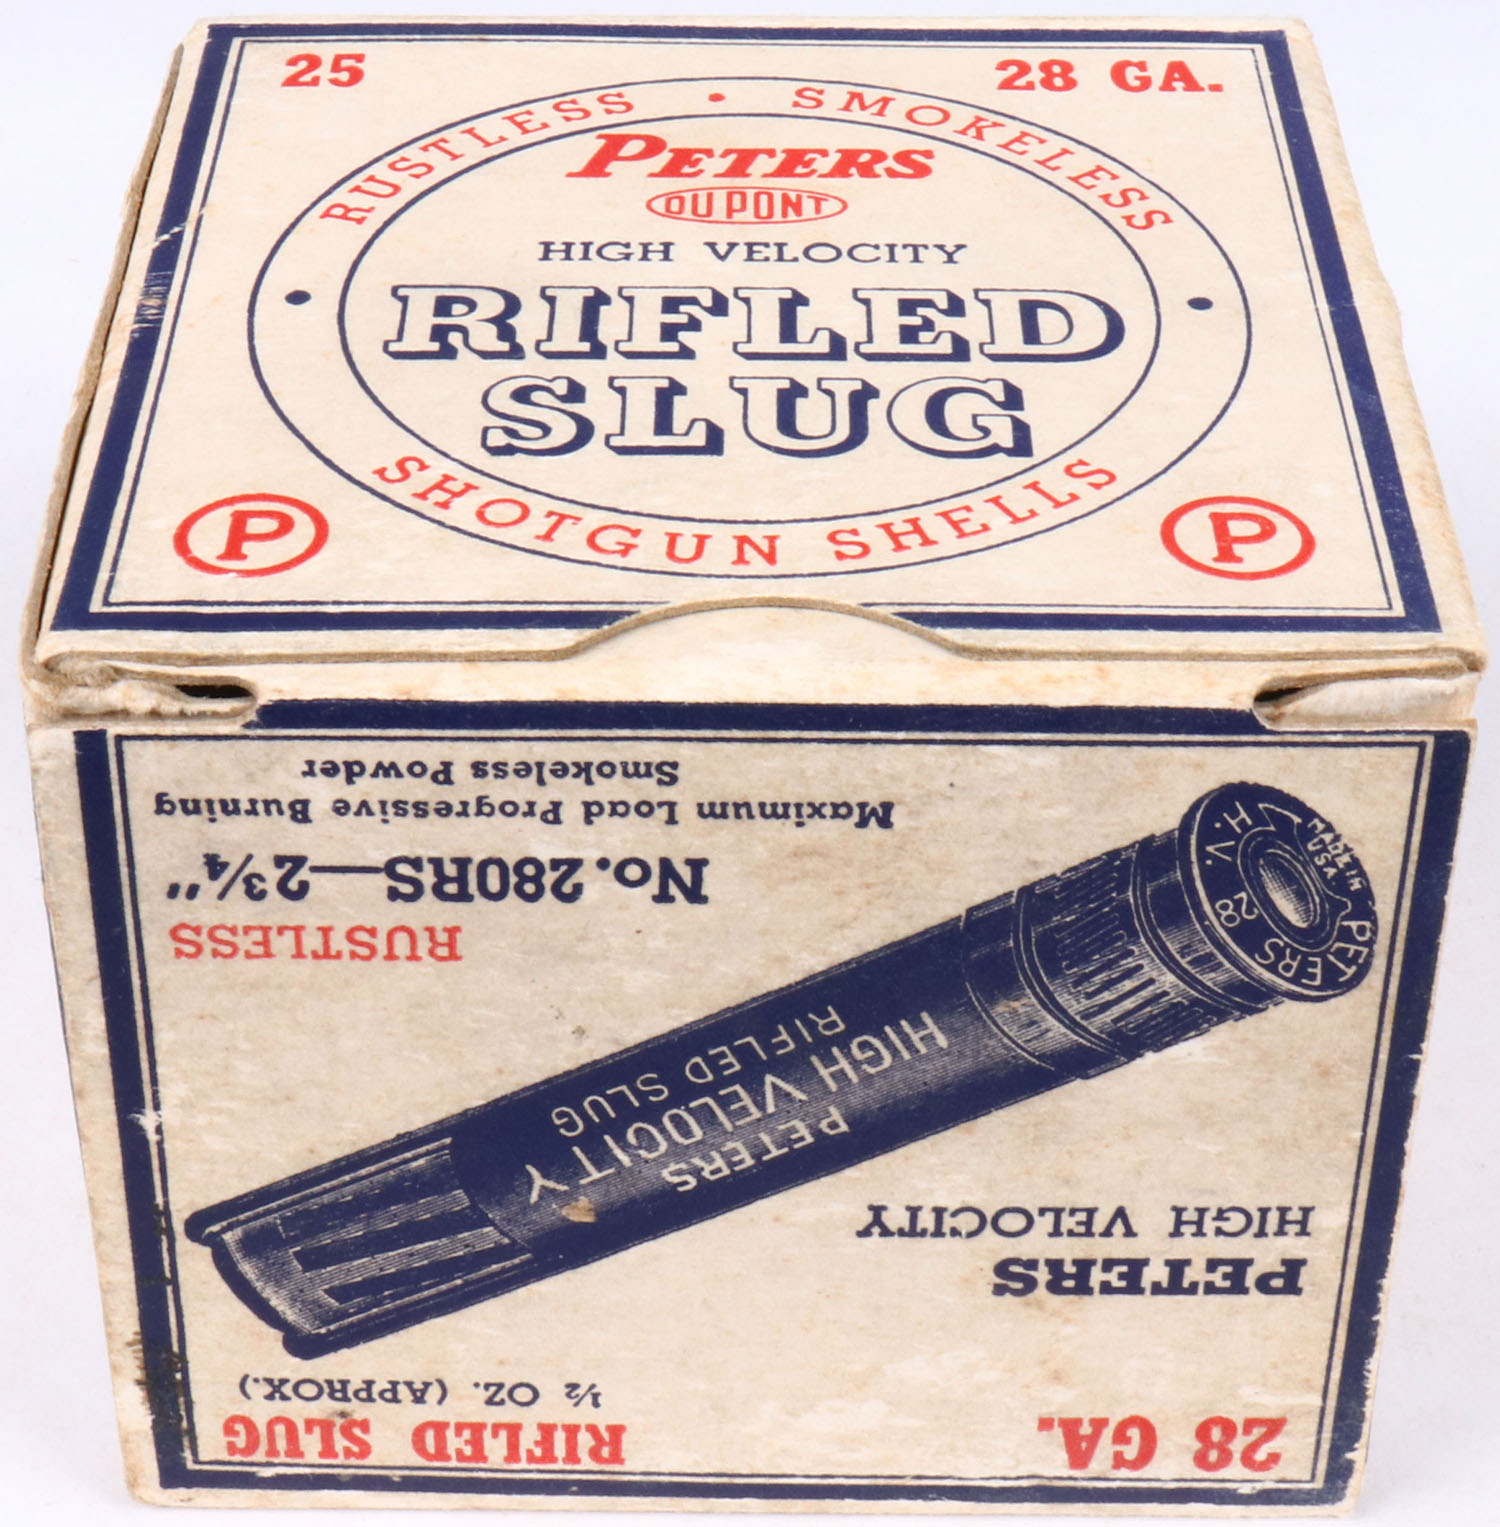 25
28 GA.
RUSTLESS • SMOKELESS
PETERS
DU PONT
HIGH VELOCITY
RIFLED
SLUG
SHOTGUN SHELLS
P
P
28 GA.
RIFLED SLUG
½ OZ. (APPROX.)
PETERS
HIGH VELOCITY
PETERS
HIGH VELOCITY
RIFLED SLUG
PETERS 28 H.V.
PETERS
MADE IN
USA
RUSTLESS
No. 280RS—2¾"
Maximum Load Progressive Burning
Smokeless Powder